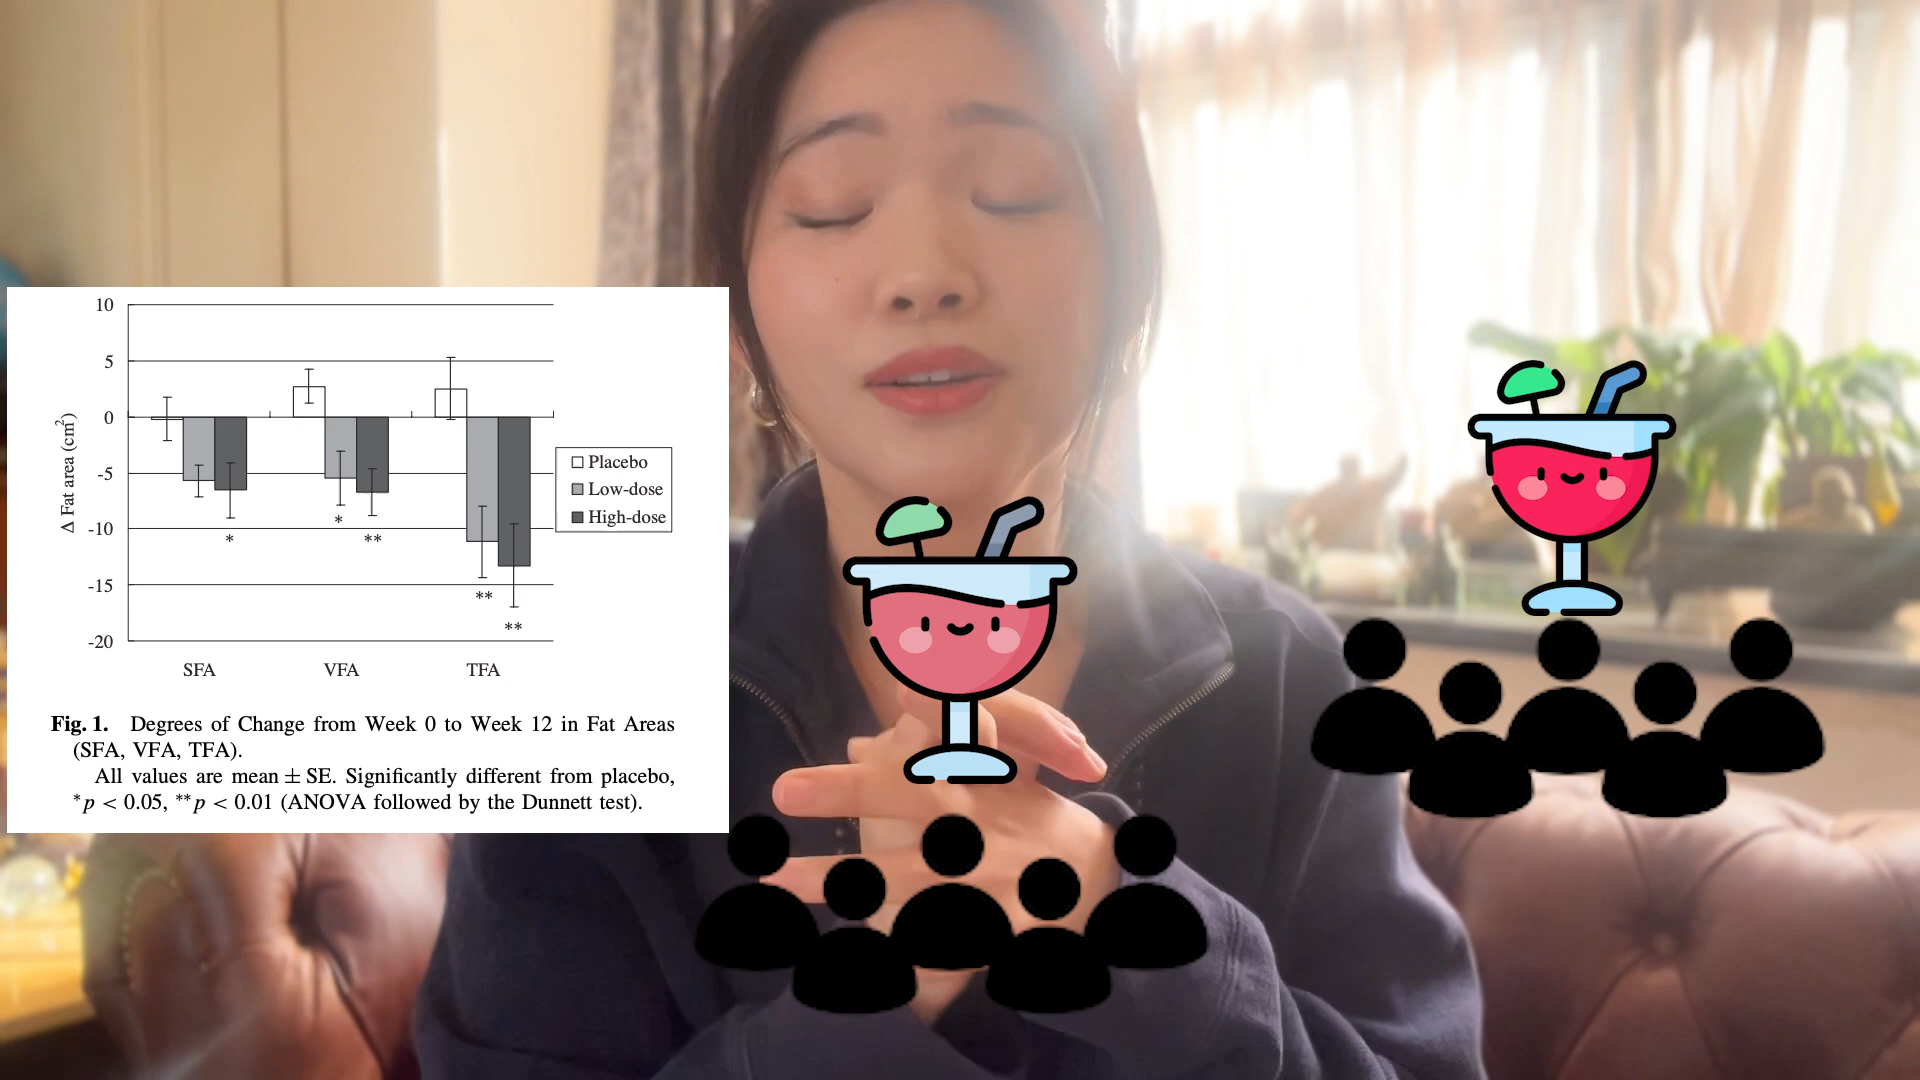 10
5
0
-5
-10
-15
-20
Δ Fat area (cm²)
*
*
**
**
**
SFA VFA TFA
Placebo
Low-dose
High-dose
Fig. 1. Degrees of Change from Week 0 to Week 12 in Fat Areas
(SFA, VFA, TFA).
All values are mean ± SE. Significantly different from placebo,
*p < 0.05, **p < 0.01 (ANOVA followed by the Dunnett test).